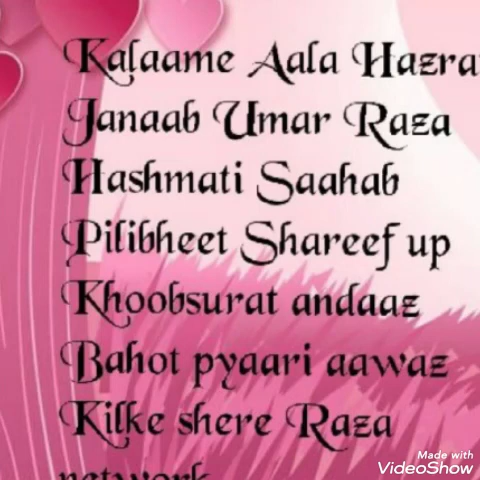 Kalaame Aala Hazra
Janaab Umar Raza
Hashmati Saahab
Pilibheet Shareef up
Khoobsurat andaaz
Bahot pyaari aawaz
Kilke shere Raza
network
Made with
VideoShow